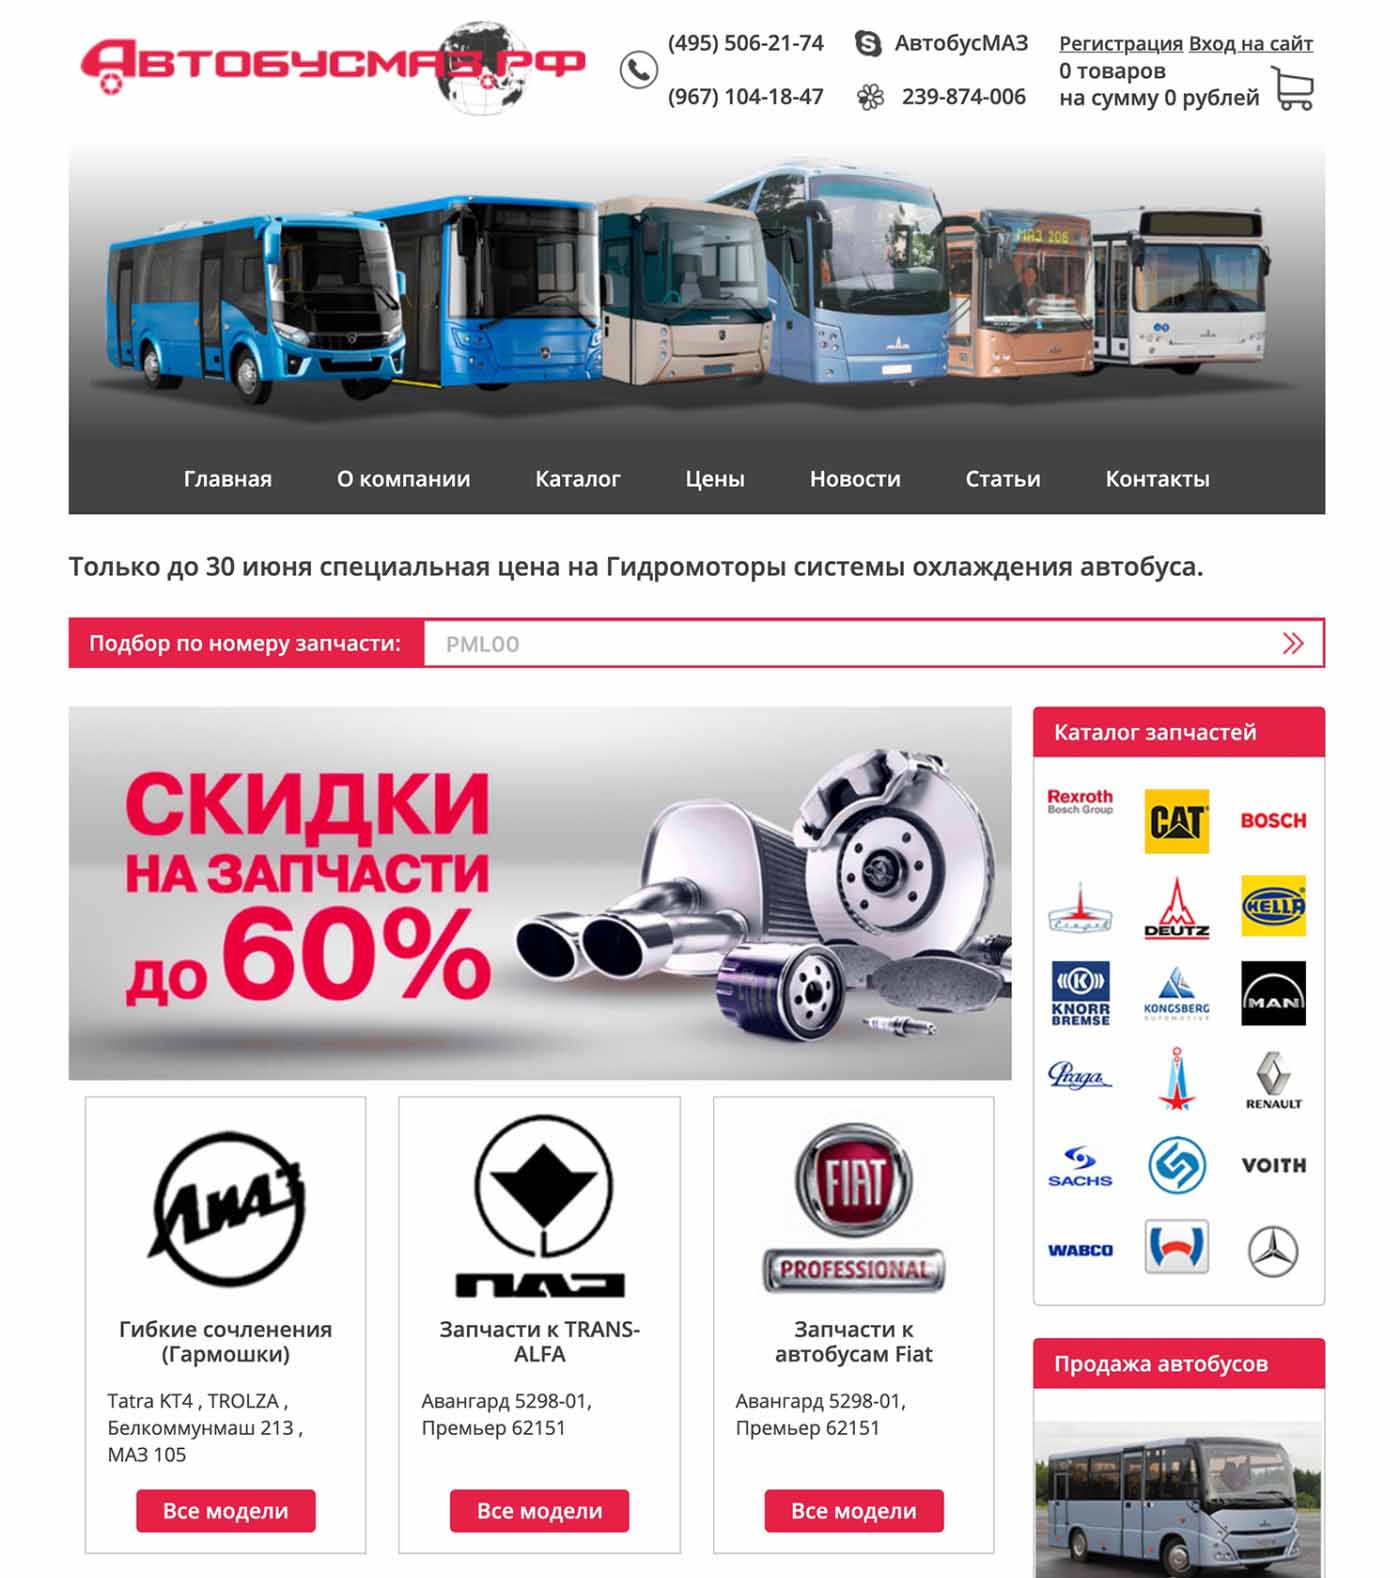 АВТОБУСМАЗ.РФ
(495) 506-21-74
АвтобусМАЗ
Регистрация Вход на сайт
(967) 104-18-47
239-874-006
0 товаров
на сумму 0 рублей
МАЗ 206
Главная О компании Каталог Цены Новости Статьи Контакты
Только до 30 июня специальная цена на Гидромоторы системы охлаждения автобуса.
Подбор по номеру запчасти:
PML00
СКИДКИ
НА ЗАПЧАСТИ
ДО 60%
Каталог запчастей
Rexroth
Bosch Group
CAT
BOSCH
DEUTZ
HELLA
KNORR
BREMSE
KONGSBERG
AUTOMOTIVE
MAN
Praga
RENAULT
SACHS
VOITH
WABCO
ЛИАЗ
ПАЗ
FIAT
PROFESSIONAL
Гибкие сочленения
(Гармошки)
Tatra KT4 , TROLZA ,
Белкоммунмаш 213 ,
МАЗ 105
Все модели
Запчасти к TRANS-
ALFA
Авангард 5298-01,
Премьер 62151
Все модели
Запчасти к
автобусам Fiat
Авангард 5298-01,
Премьер 62151
Все модели
Продажа автобусов